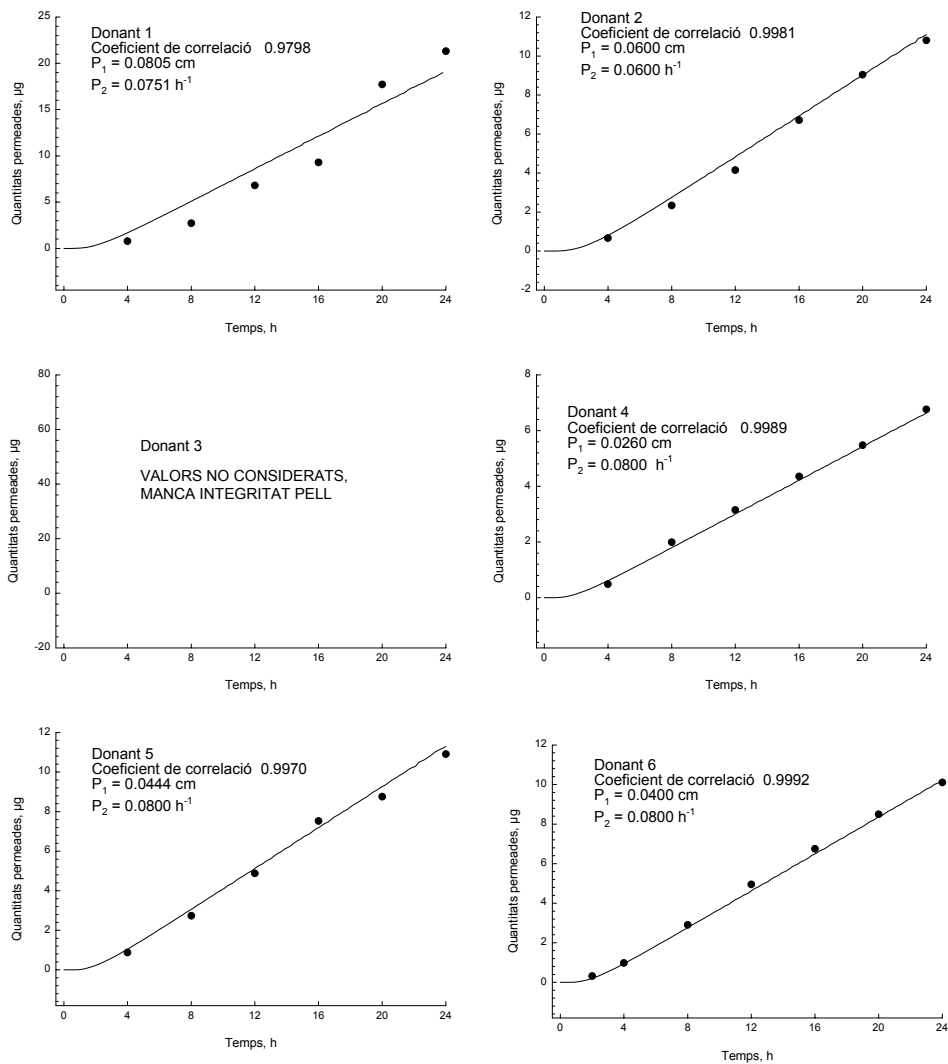 Donant 1
Coeficient de correlació 0.9798
P1 = 0.0805 cm
P2 = 0.0751 h-1
Quantitats permeades, µg
25
20
15
10
5
0
0 4 8 12 16 20 24
Temps, h
Donant 2
Coeficient de correlació 0.9981
P1 = 0.0600 cm
P2 = 0.0600 h-1
Quantitats permeades, µg
12
10
8
6
4
2
0
-2
0 4 8 12 16 20 24
Temps, h
Donant 3
VALORS NO CONSIDERATS,
MANCA INTEGRITAT PELL
Quantitats permeades, µg
80
60
40
20
0
-20
0 4 8 12 16 20 24
Temps, h
Donant 4
Coeficient de correlació 0.9989
P1 = 0.0260 cm
P2 = 0.0800 h-1
Quantitats permeades, µg
8
6
4
2
0
0 4 8 12 16 20 24
Temps, h
Donant 5
Coeficient de correlació 0.9970
P1 = 0.0444 cm
P2 = 0.0800 h-1
Quantitats permeades, µg
12
10
8
6
4
2
0
0 4 8 12 16 20 24
Temps, h
Donant 6
Coeficient de correlació 0.9992
P1 = 0.0400 cm
P2 = 0.0800 h-1
Quantitats permeades, µg
12
10
8
6
4
2
0
0 4 8 12 16 20 24
Temps, h